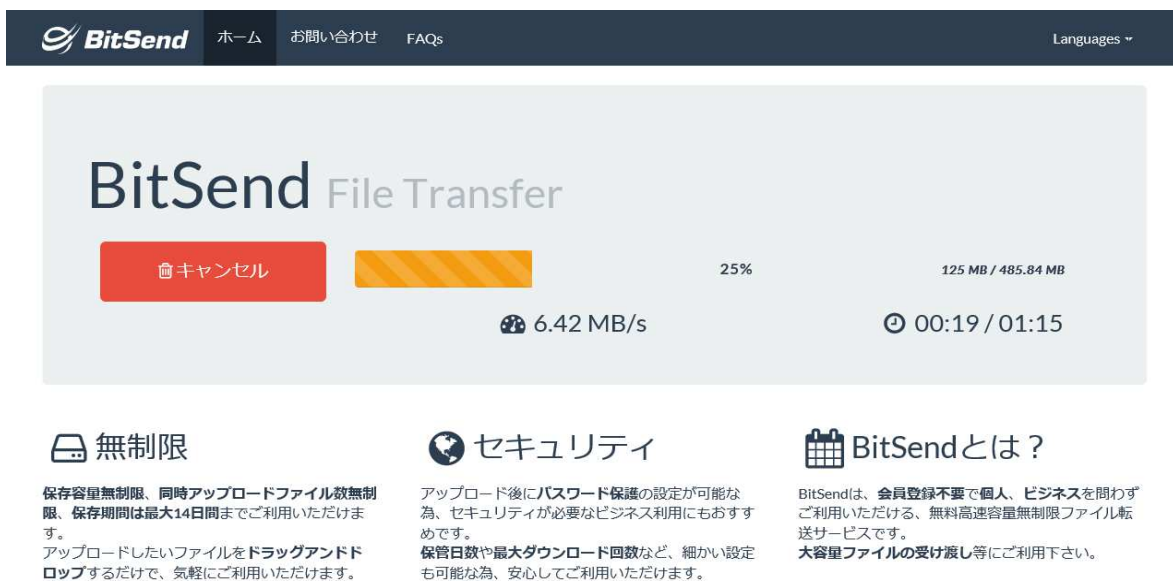 BitSend ホーム お問い合わせ FAQs Languages
BitSend File Transfer
キャンセル 25% 125 MB / 485.84 MB
6.42 MB/s 00:19 / 01:15
無制限
保存容量無制限、同時アップロードファイル数無制
限、保存期間は最大14日間までご利用いただけま
す。
アップロードしたいファイルをドラッグアンドド
ロップするだけで、気軽にご利用いただけます。
セキュリティ
アップロード後にパスワード保護の設定が可能な
為、セキュリティが必要なビジネス利用にもおすす
めです。
保管日数や最大ダウンロード回数など、細かい設定
も可能な為、安心してご利用いただけます。
BitSendとは？
BitSendは、会員登録不要で個人、ビジネスを問わず
ご利用いただける、無料高速容量無制限ファイル転
送サービスです。
大容量ファイルの受け渡し等にご利用下さい。